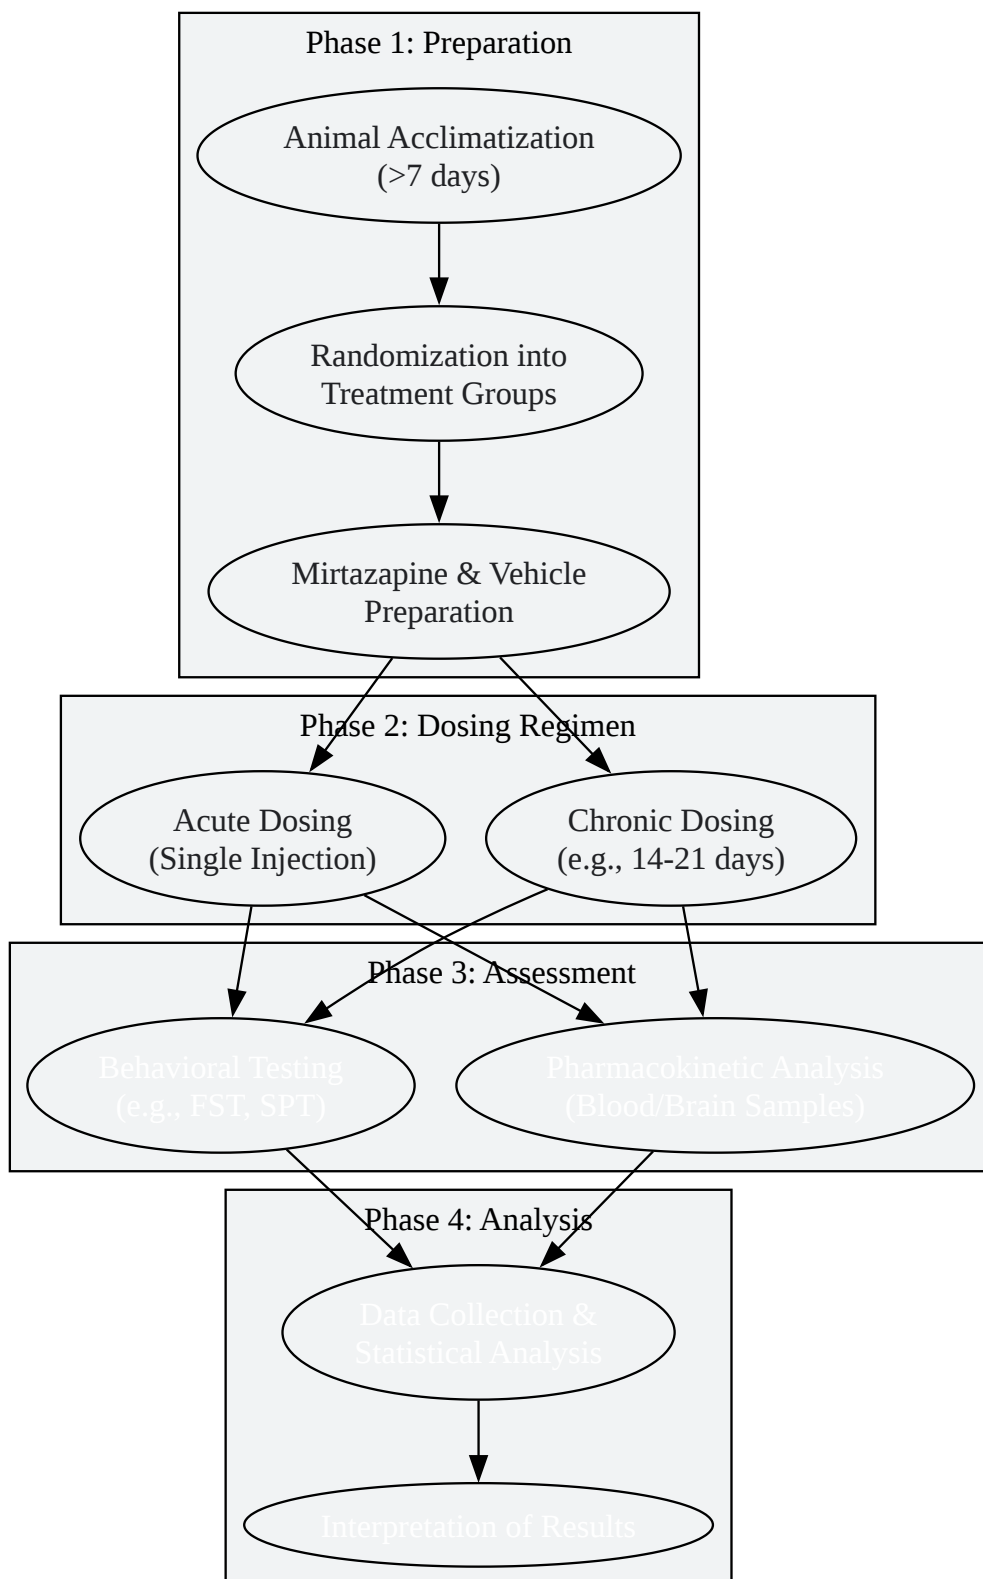 Phase 1: Preparation
Animal Acclimatization
(>7 days)
Randomization into
Treatment Groups
Mirtazapine & Vehicle
Preparation
Phase 2: Dosing Regimen
Acute Dosing
(Single Injection)
Chronic Dosing
(e.g., 14-21 days)
Phase 3: Assessment
Behavioral Testing
(e.g., FST, SPT)
Pharmacokinetic Analysis
(Blood/Brain Samples)
Phase 4: Analysis
Data Collection &
Statistical Analysis
Interpretation of Results